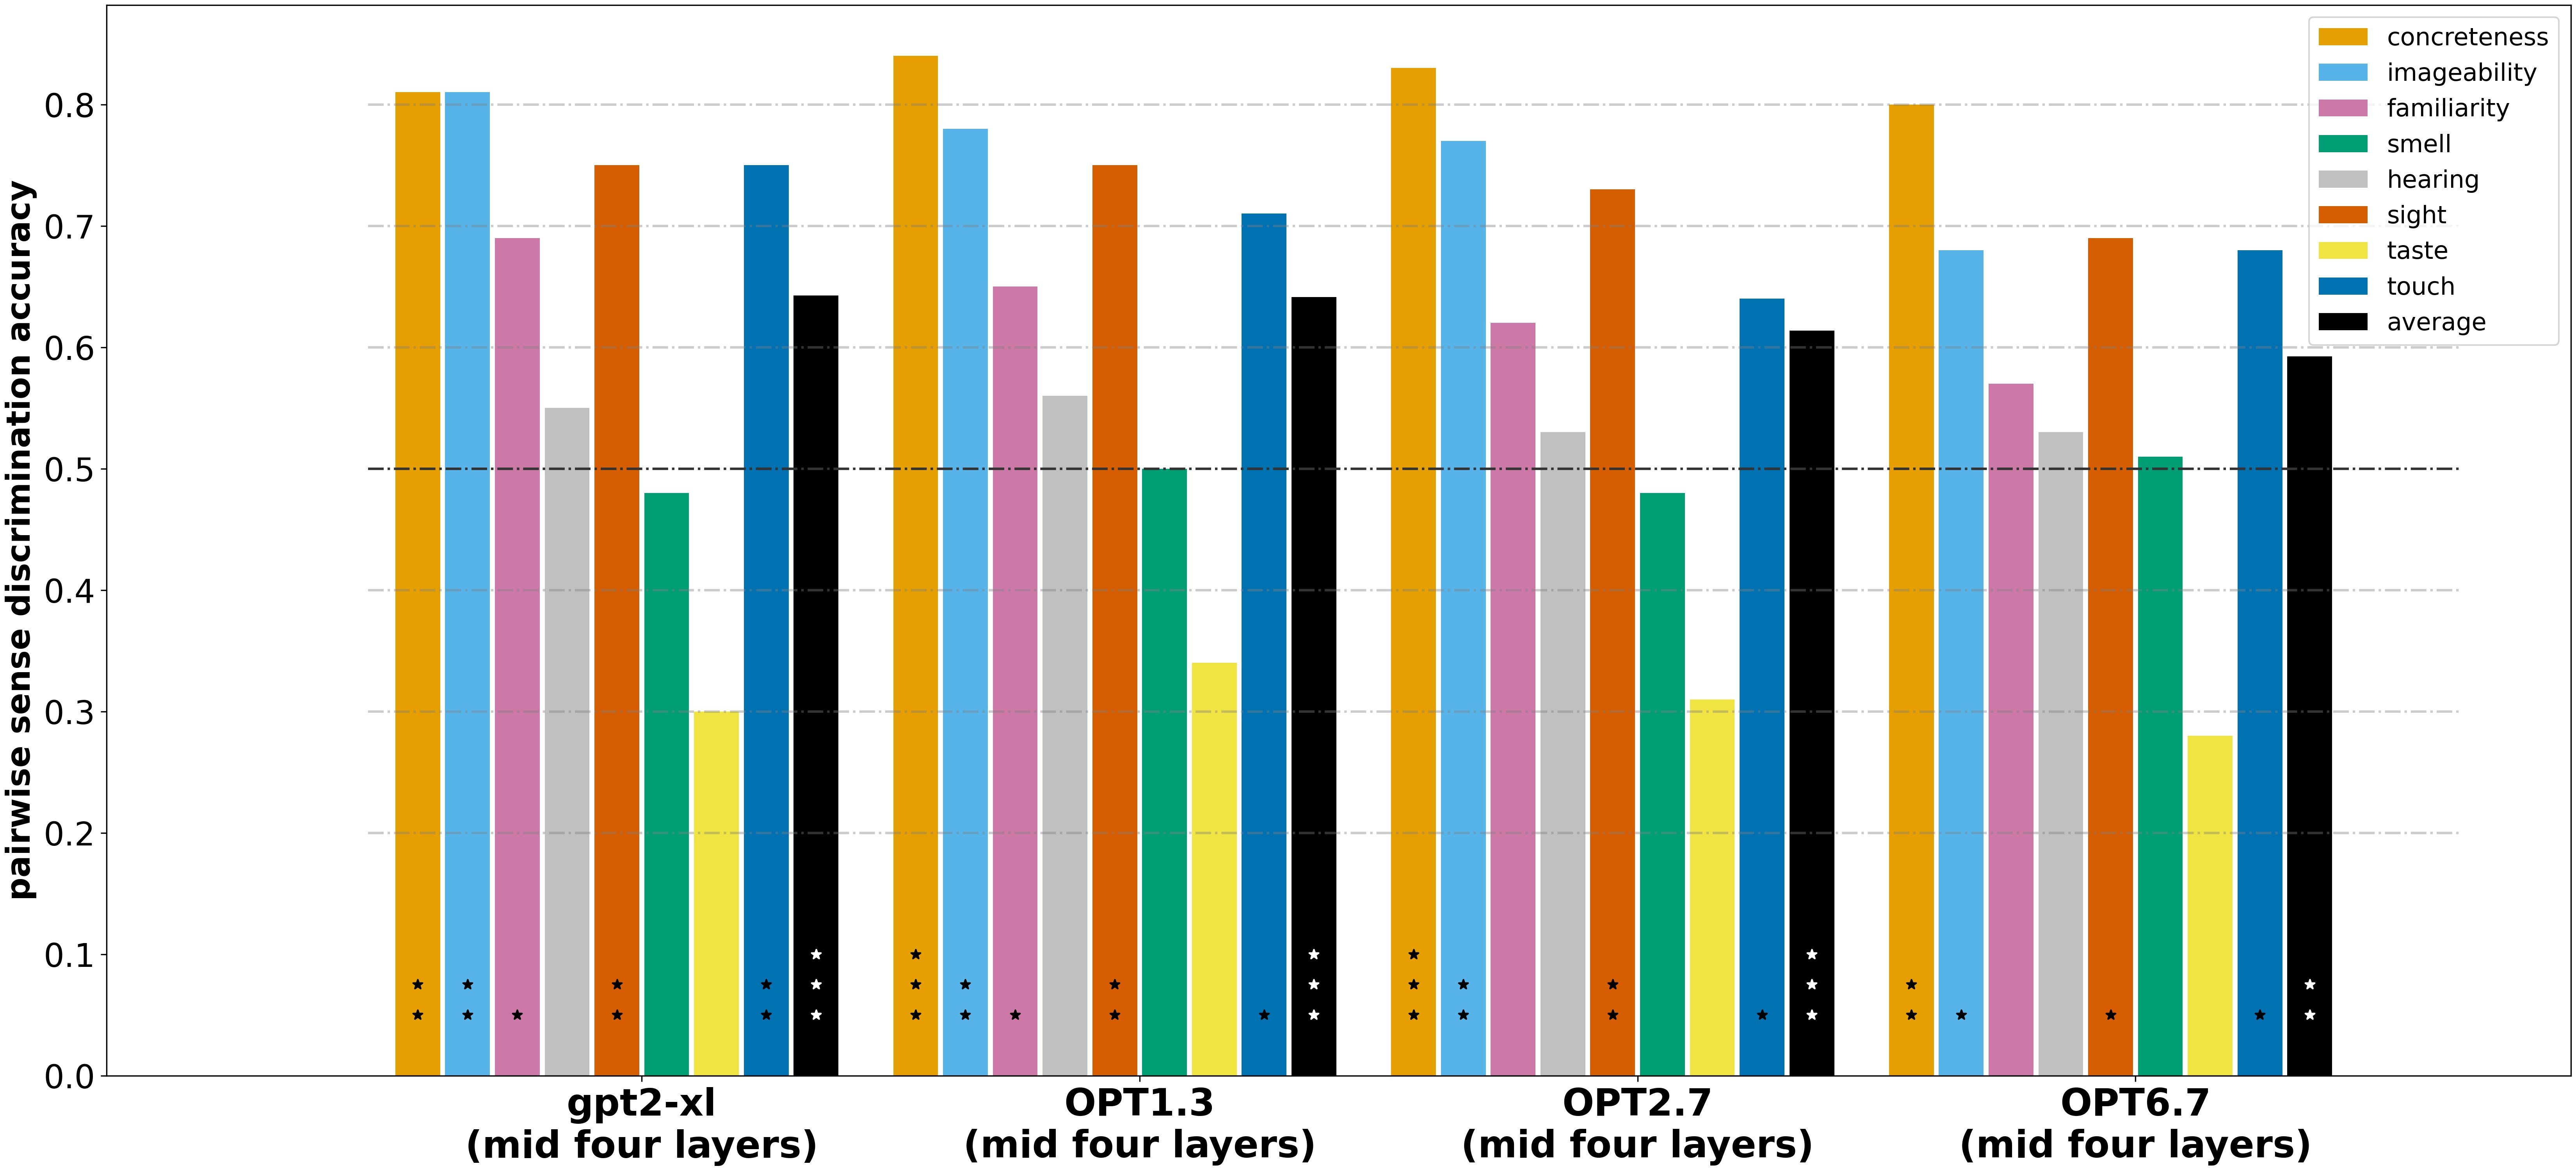 pairwise sense discrimination accuracy
0.8
0.7
0.6
0.5
0.4
0.3
0.2
0.1
0.0
concreteness
imageability
familiarity
smell
hearing
sight
taste
touch
average
gpt2-xl
(mid four layers)
OPT1.3
(mid four layers)
OPT2.7
(mid four layers)
OPT6.7
(mid four layers)